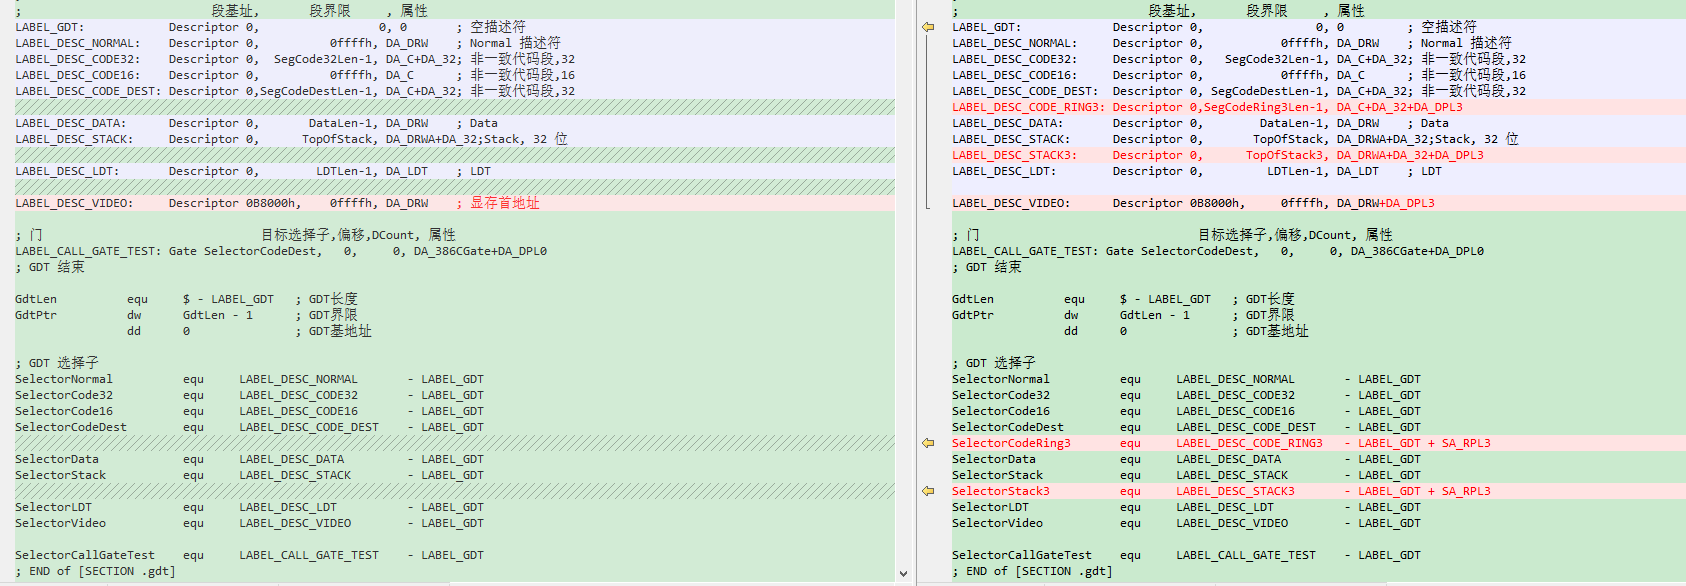 ;                           段基址,       段界限     , 属性
LABEL_GDT:            Descriptor 0,                 0, 0       ; 空描述符
LABEL_DESC_NORMAL:    Descriptor 0,          0ffffh, DA_DRW    ; Normal 描述符
LABEL_DESC_CODE32:    Descriptor 0,  SegCode32Len-1, DA_C+DA_32; 非一致代码段,32
LABEL_DESC_CODE16:    Descriptor 0,          0ffffh, DA_C      ; 非一致代码段,16
LABEL_DESC_CODE_DEST: Descriptor 0,SegCodeDestLen-1, DA_C+DA_32; 非一致代码段,32
LABEL_DESC_DATA:      Descriptor 0,       DataLen-1, DA_DRW    ; Data
LABEL_DESC_STACK:     Descriptor 0,      TopOfStack, DA_DRWA+DA_32;Stack, 32 位
LABEL_DESC_LDT:       Descriptor 0,        LDTLen-1, DA_LDT    ; LDT
LABEL_DESC_VIDEO:     Descriptor 0B8000h,    0ffffh, DA_DRW    ; 显存首地址
; 门                               目标选择子,偏移,DCount, 属性
LABEL_CALL_GATE_TEST: Gate SelectorCodeDest,   0,     0, DA_386CGate+DA_DPL0
; GDT 结束
GdtLen          equ     $ - LABEL_GDT   ; GDT长度
GdtPtr          dw      GdtLen - 1      ; GDT界限
                dd      0               ; GDT基地址
; GDT 选择子
SelectorNormal          equ     LABEL_DESC_NORMAL       - LABEL_GDT
SelectorCode32          equ     LABEL_DESC_CODE32       - LABEL_GDT
SelectorCode16          equ     LABEL_DESC_CODE16       - LABEL_GDT
SelectorCodeDest        equ     LABEL_DESC_CODE_DEST    - LABEL_GDT
SelectorData            equ     LABEL_DESC_DATA         - LABEL_GDT
SelectorStack           equ     LABEL_DESC_STACK        - LABEL_GDT
SelectorLDT             equ     LABEL_DESC_LDT          - LABEL_GDT
SelectorVideo           equ     LABEL_DESC_VIDEO        - LABEL_GDT
SelectorCallGateTest    equ     LABEL_CALL_GATE_TEST    - LABEL_GDT
; END of [SECTION .gdt]
;                           段基址,       段界限     , 属性
LABEL_GDT:             Descriptor 0,                0, 0         ; 空描述符
LABEL_DESC_NORMAL:     Descriptor 0,           0ffffh, DA_DRW    ; Normal 描述符
LABEL_DESC_CODE32:     Descriptor 0,   SegCode32Len-1, DA_C+DA_32; 非一致代码段,32
LABEL_DESC_CODE16:     Descriptor 0,           0ffffh, DA_C      ; 非一致代码段,16
LABEL_DESC_CODE_DEST:  Descriptor 0, SegCodeDestLen-1, DA_C+DA_32; 非一致代码段,32
LABEL_DESC_CODE_RING3: Descriptor 0,SegCodeRing3Len-1, DA_C+DA_32+DA_DPL3
LABEL_DESC_DATA:       Descriptor 0,        DataLen-1, DA_DRW    ; Data
LABEL_DESC_STACK:      Descriptor 0,       TopOfStack, DA_DRWA+DA_32;Stack, 32 位
LABEL_DESC_STACK3:     Descriptor 0,      TopOfStack3, DA_DRWA+DA_32+DA_DPL3
LABEL_DESC_LDT:        Descriptor 0,         LDTLen-1, DA_LDT    ; LDT
LABEL_DESC_VIDEO:      Descriptor 0B8000h,     0ffffh, DA_DRW+DA_DPL3
; 门                               目标选择子,偏移,DCount, 属性
LABEL_CALL_GATE_TEST: Gate SelectorCodeDest,   0,     0, DA_386CGate+DA_DPL0
; GDT 结束
GdtLen          equ     $ - LABEL_GDT   ; GDT长度
GdtPtr          dw      GdtLen - 1      ; GDT界限
                dd      0               ; GDT基地址
; GDT 选择子
SelectorNormal          equ     LABEL_DESC_NORMAL       - LABEL_GDT
SelectorCode32          equ     LABEL_DESC_CODE32       - LABEL_GDT
SelectorCode16          equ     LABEL_DESC_CODE16       - LABEL_GDT
SelectorCodeDest        equ     LABEL_DESC_CODE_DEST    - LABEL_GDT
SelectorCodeRing3       equ     LABEL_DESC_CODE_RING3   - LABEL_GDT + SA_RPL3
SelectorData            equ     LABEL_DESC_DATA         - LABEL_GDT
SelectorStack           equ     LABEL_DESC_STACK        - LABEL_GDT
SelectorStack3          equ     LABEL_DESC_STACK3       - LABEL_GDT + SA_RPL3
SelectorLDT             equ     LABEL_DESC_LDT          - LABEL_GDT
SelectorVideo           equ     LABEL_DESC_VIDEO        - LABEL_GDT
SelectorCallGateTest    equ     LABEL_CALL_GATE_TEST    - LABEL_GDT
; END of [SECTION .gdt]